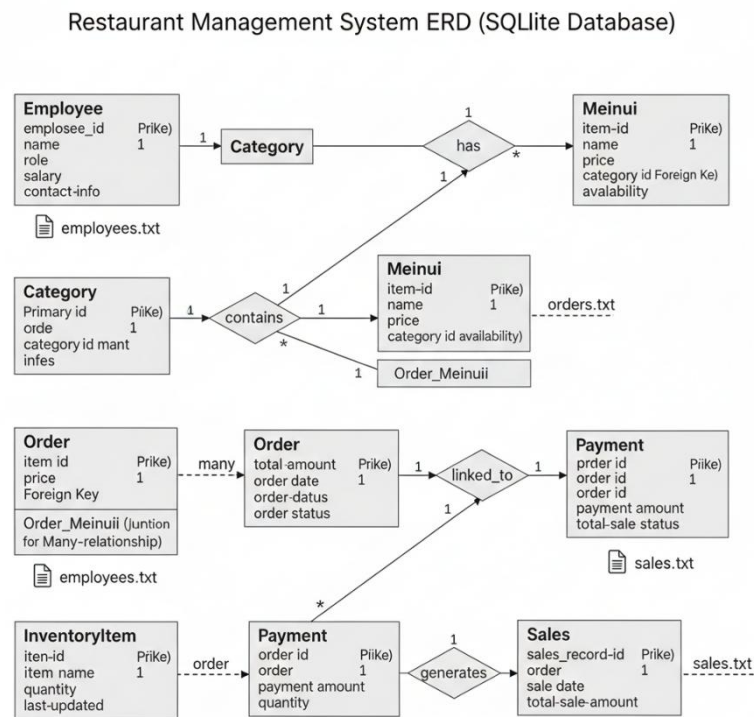 Restaurant Management System ERD (SQLlite Database)
Employee
emplosee_id PriKe)
name 1
role
salary
contact-info
employees.txt
1
Category
1
has
1
*
Meinui
item-id PriKe)
name 1
price
category id Foreign Ke)
avalability
Category
Primary id PiiKe)
orde 1
category id mant
infes
1
contains
1
1
*
1
Meinui
item-id PriKe)
name 1
price
category id availability)
orders.txt
Order_Meinuii
Order
item id Prike)
price 1
Foreign Key
Order_Meinuii (Juntion
for Many-relationship)
employees.txt
many
Order
total-amount Prike)
order date 1
order-datus
order status
1
linked_to
1
1
*
Payment
prder id Piike)
order id 1
order id
payment amount
total-sale status
sales.txt
InventoryItem
iten-id PriKe)
item name 1
quantity
last-updated
order
Payment
order id PiiKe)
order 1
payment amount
quantity
1
generates
Sales
sales_record-id Prike)
order 1
sale date
total-sale-amount
sales.txt